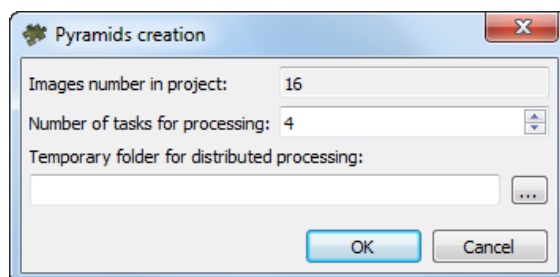 Pyramids creation
Images number in project: 16
Number of tasks for processing: 4
Temporary folder for distributed processing:
...
OK Cancel